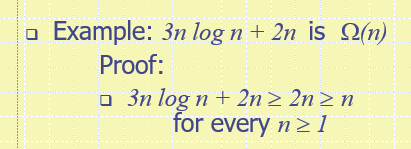 Example: 3n log n + 2n is Ω(n)
Proof:
3n log n + 2n ≥ 2n ≥ n
for every n ≥ 1